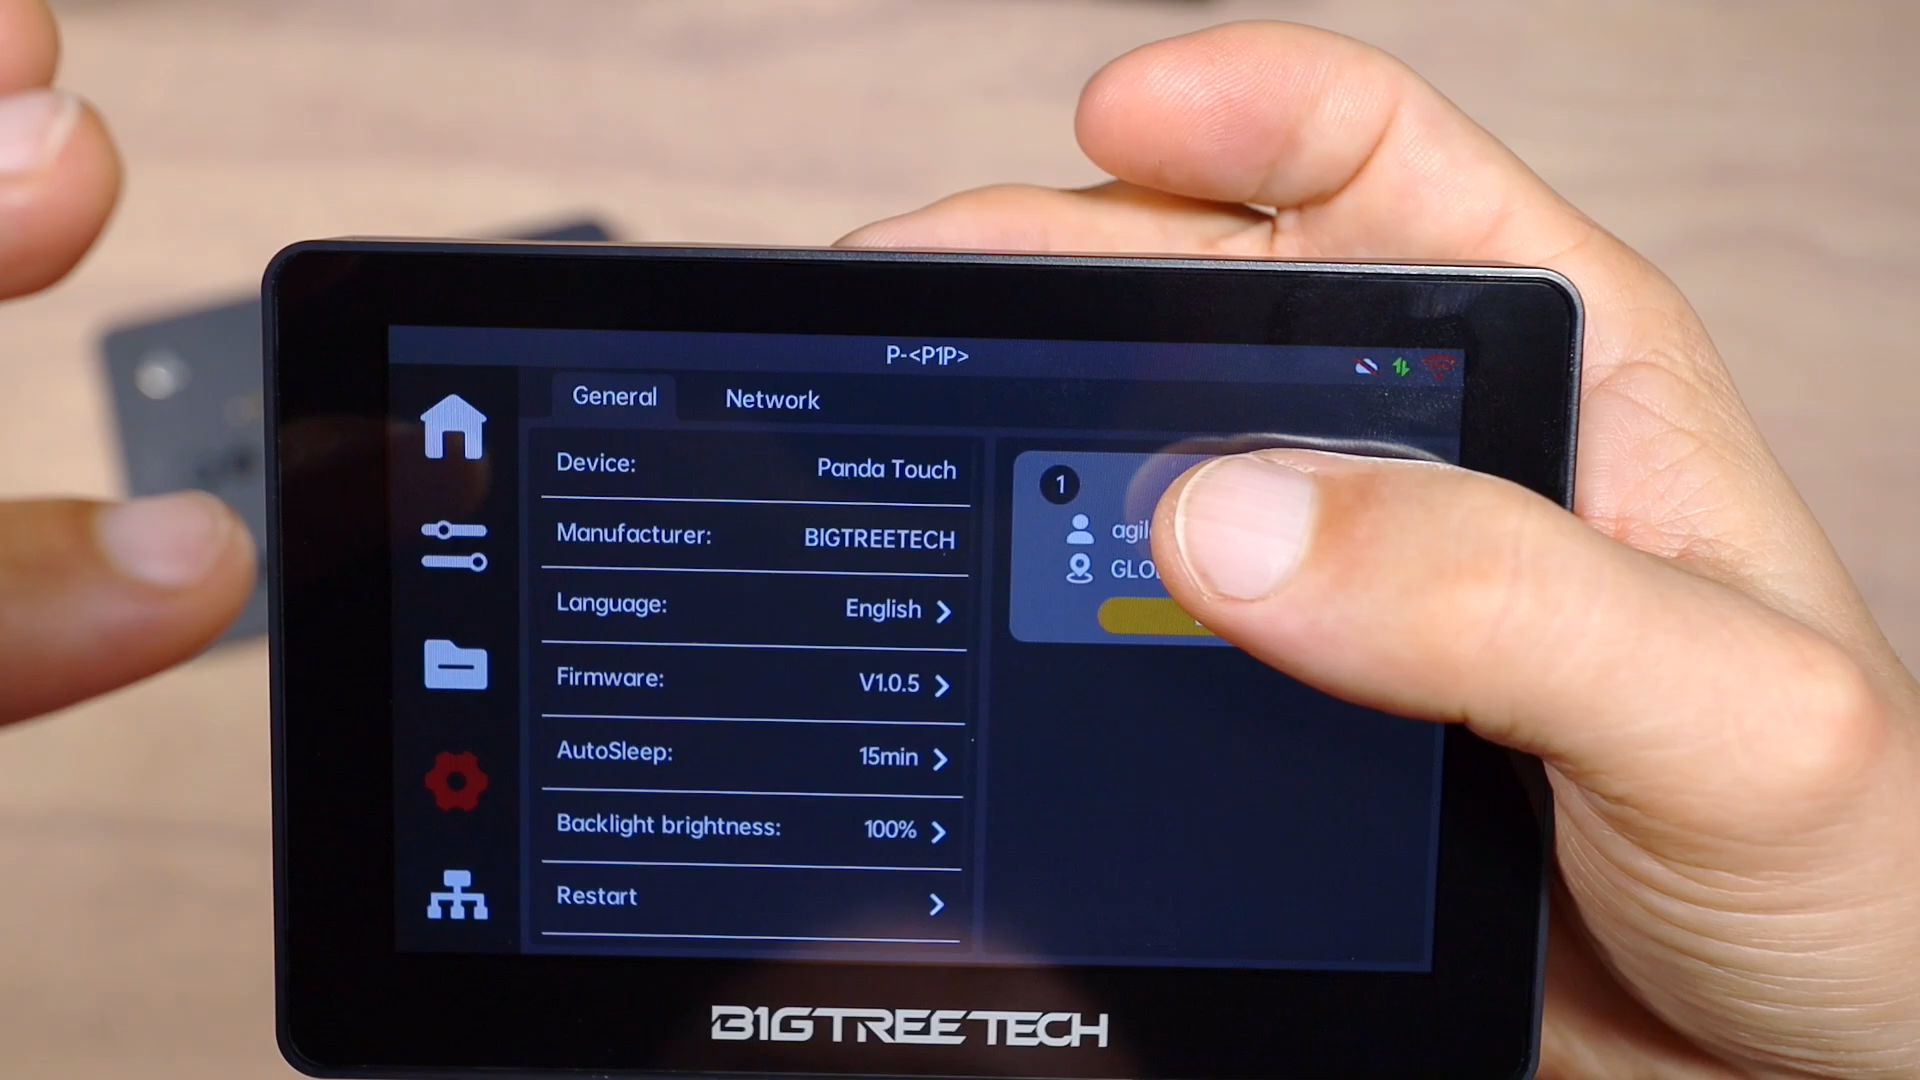 P-<P1P>
General Network
Device: Panda Touch
Manufacturer: BIGTREETECH
Language: English
Firmware: V1.0.5
AutoSleep: 15min
Backlight brightness: 100%
Restart
1
BIGTREETECH